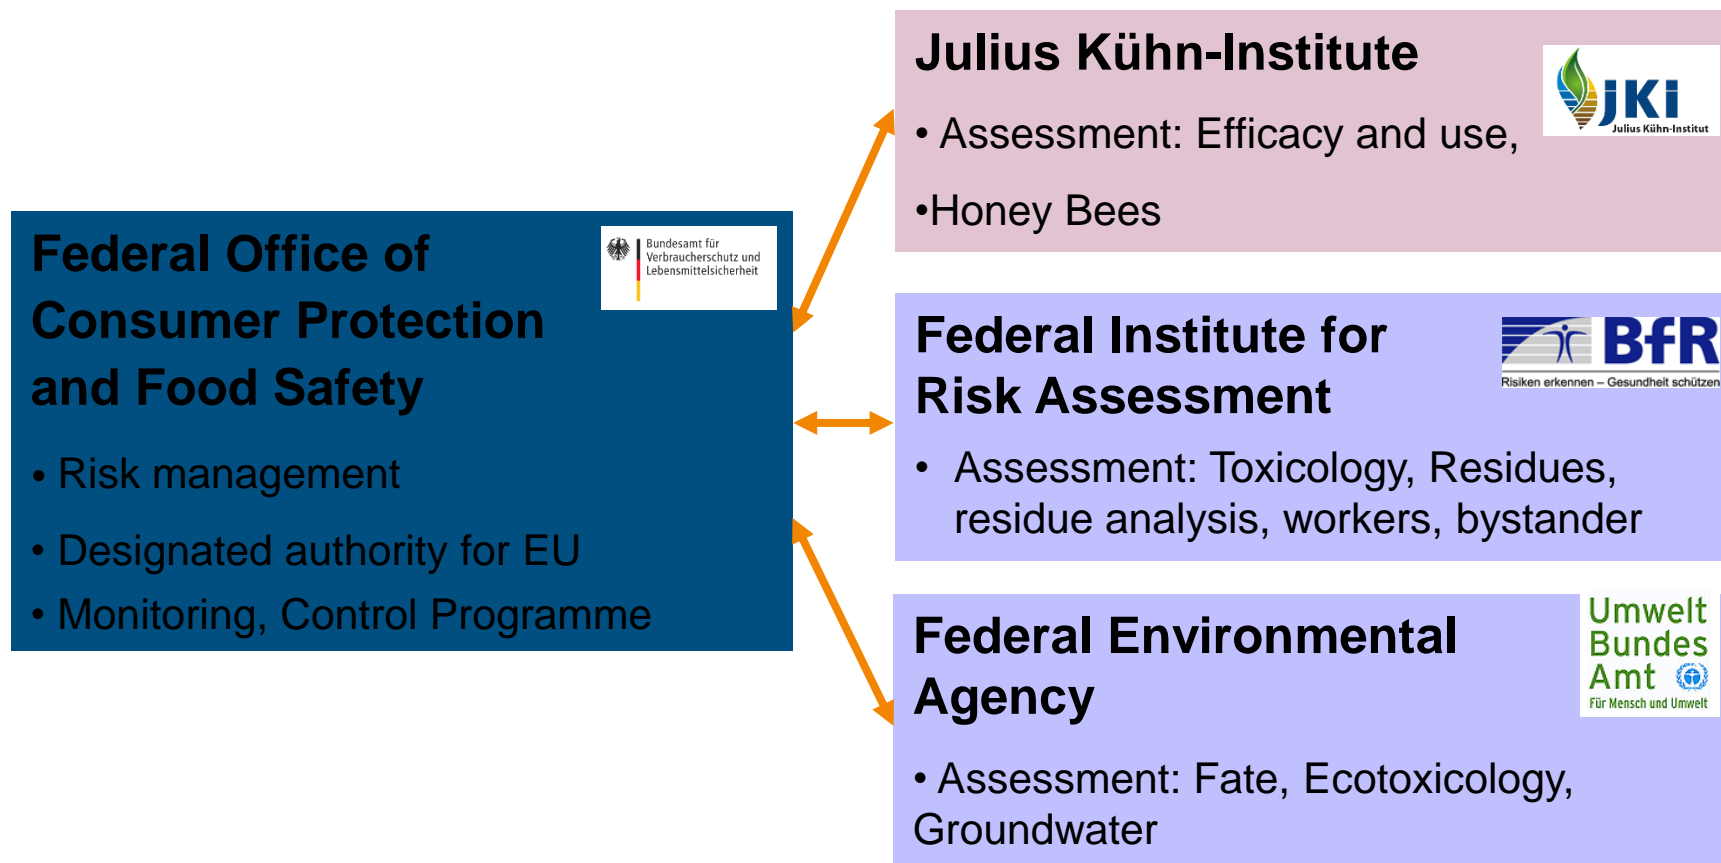 Federal Office of
Consumer Protection
and Food Safety
Bundesamt für
Verbraucherschutz und
Lebensmittelsicherheit
• Risk management
• Designated authority for EU
• Monitoring, Control Programme
Julius Kühn-Institute
JKI
Julius Kühn-Institut
• Assessment: Efficacy and use,
•Honey Bees
Federal Institute for
Risk Assessment
BfR
Risiken erkennen – Gesundheit schützen
• Assessment: Toxicology, Residues,
residue analysis, workers, bystander
Federal Environmental
Agency
Umwelt
Bundes
Amt
Für Mensch und Umwelt
• Assessment: Fate, Ecotoxicology,
Groundwater